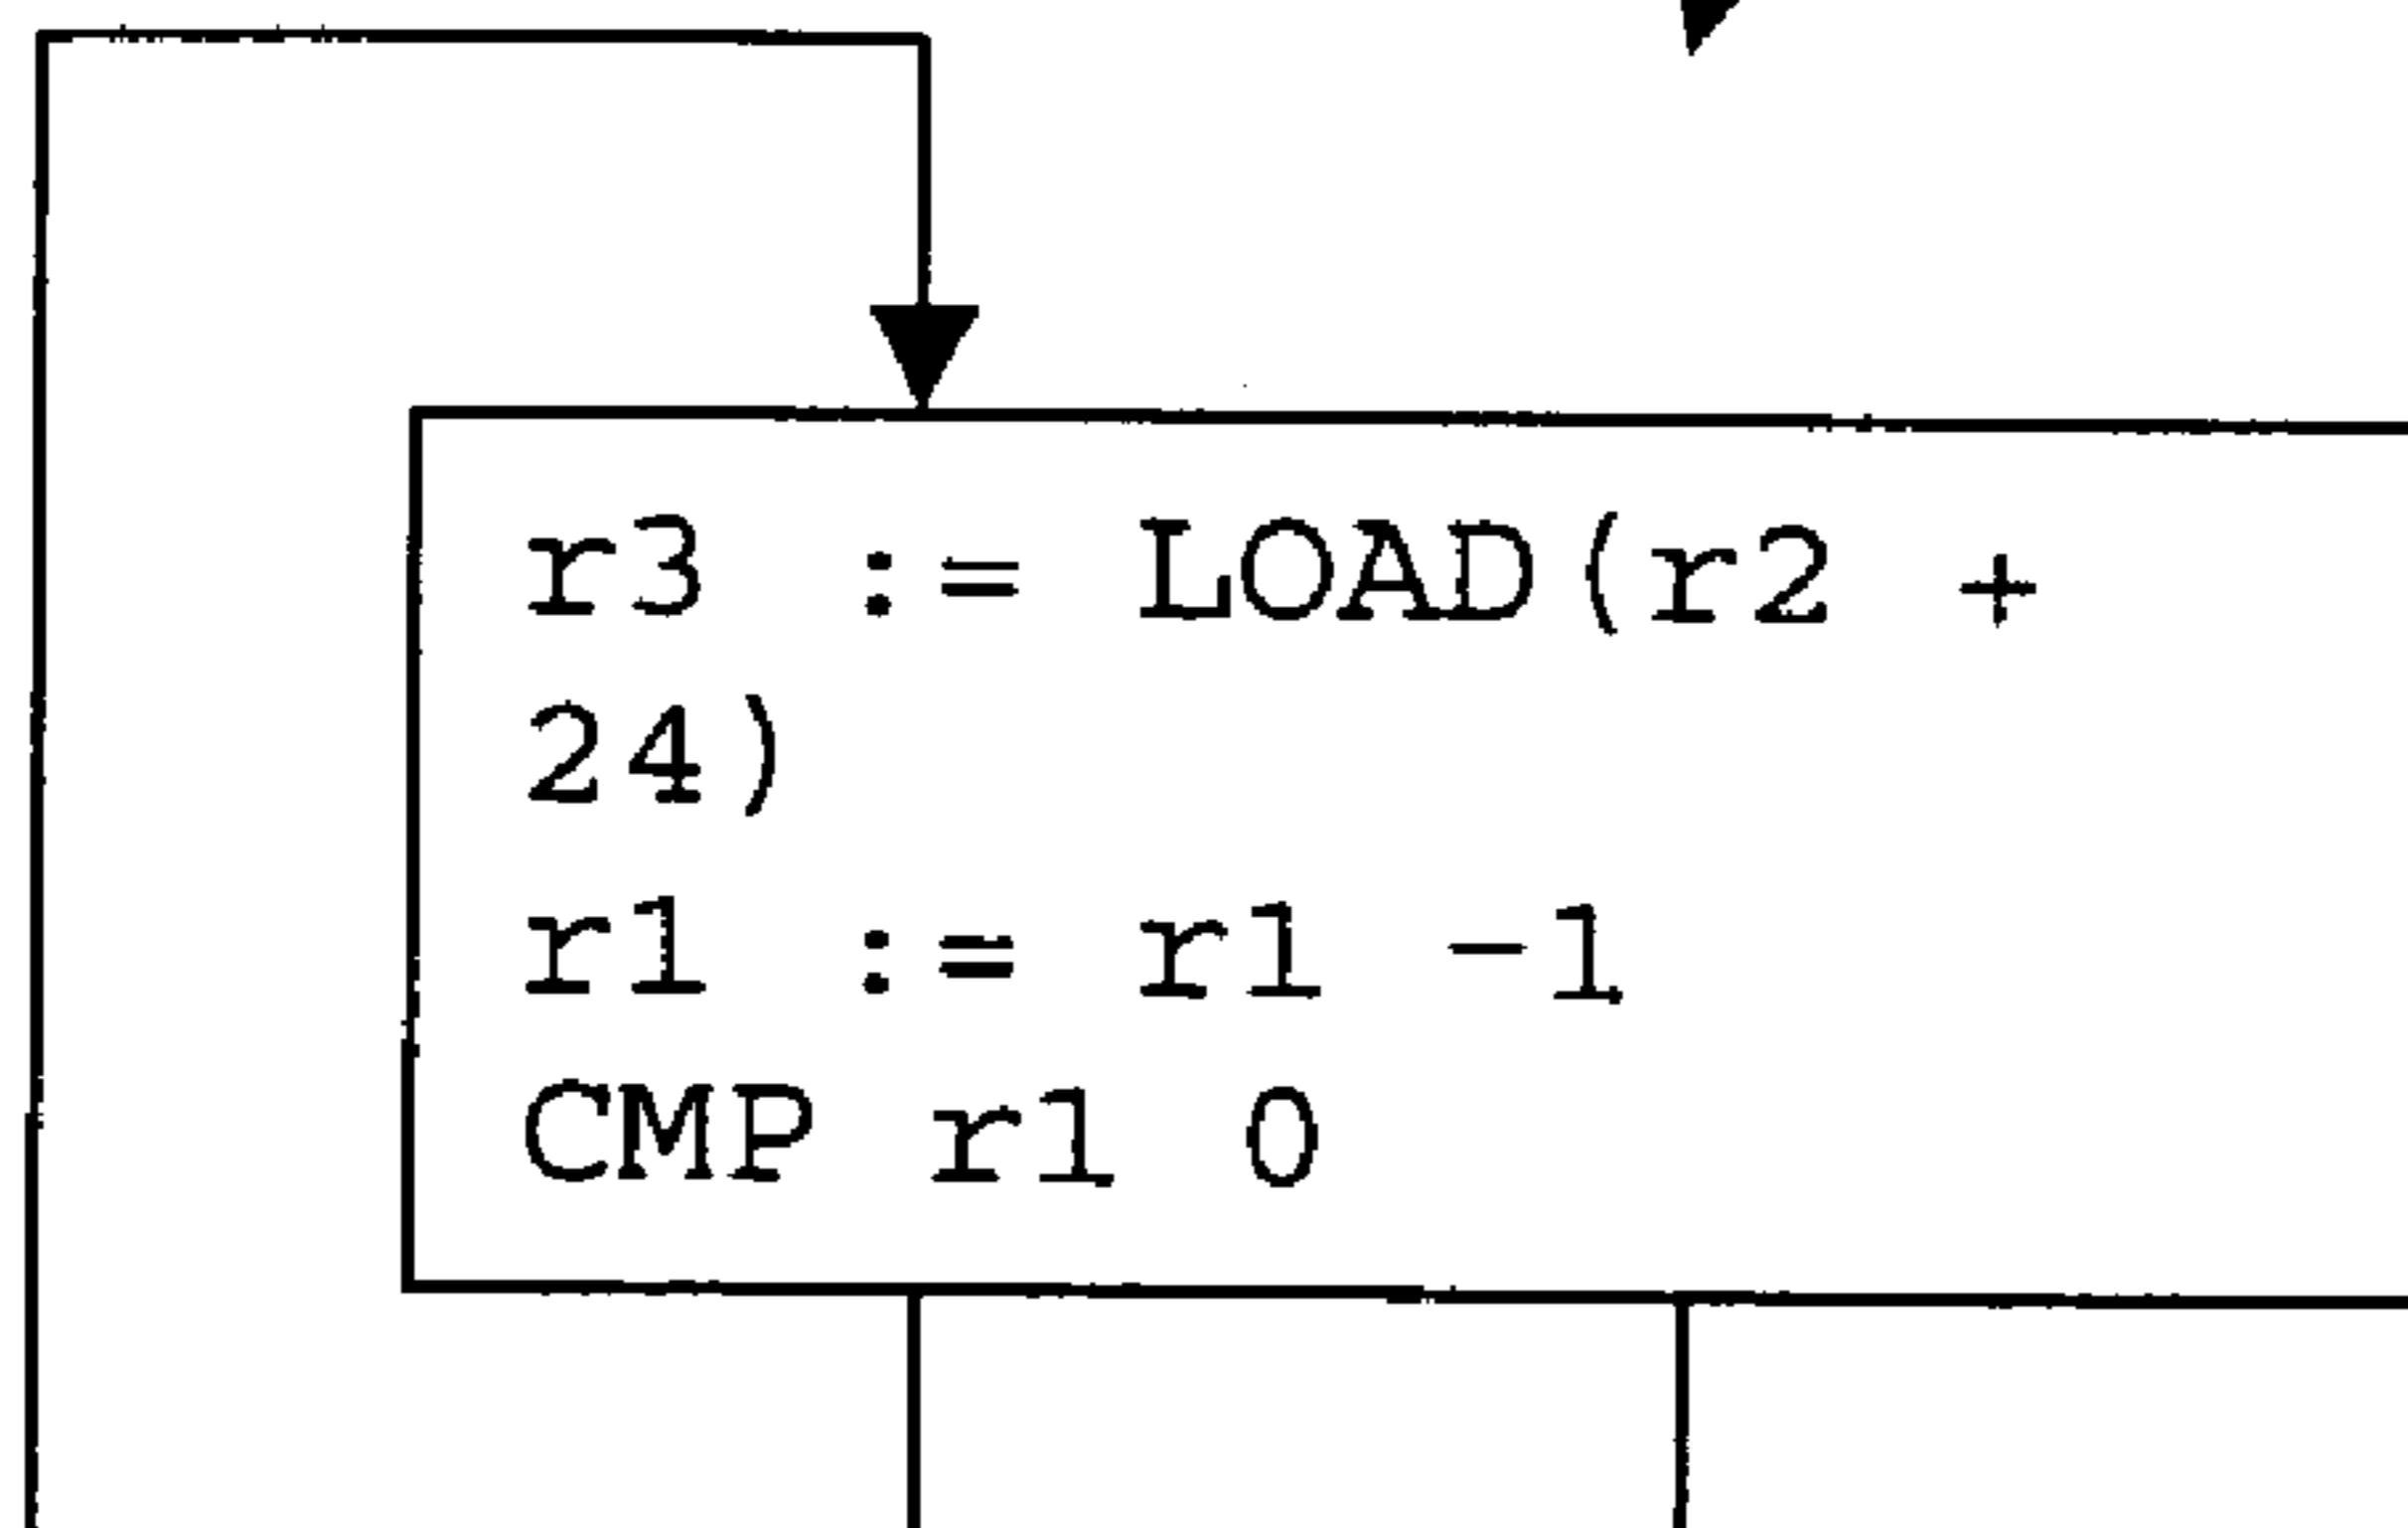 r3 := LOAD(r2 +
24)
r1 := r1 -1
CMP r1 0